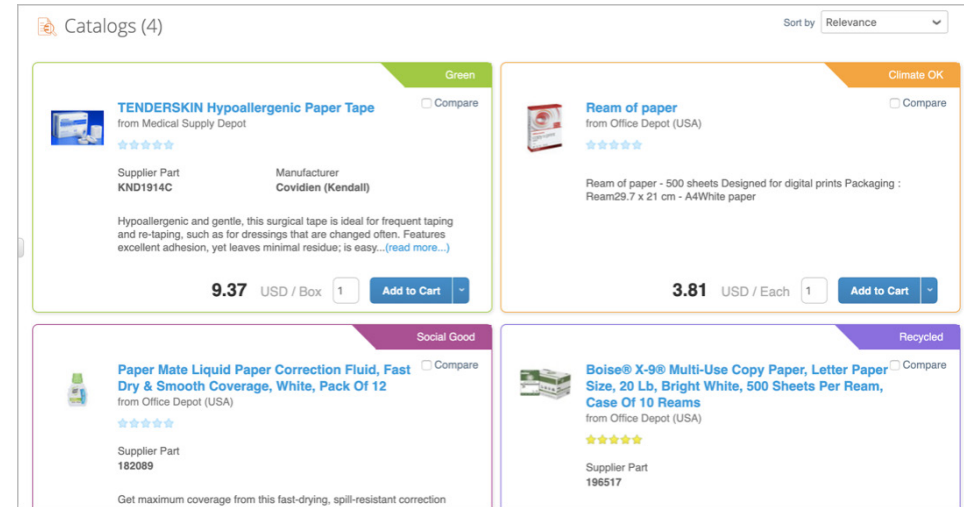 Catalogs (4)
Sort by Relevance
Green
TENDERSKIN Hypoallergenic Paper Tape
Compare
from Medical Supply Depot
Supplier Part Manufacturer
KND1914C Covidien (Kendall)
Hypoallergenic and gentle, this surgical tape is ideal for frequent taping
and re-taping, such as for dressings that are changed often. Features
excellent adhesion, yet leaves minimal residue; is easy...(read more...)
9.37 USD / Box 1 Add to Cart
Climate OK
Ream of paper
Compare
from Office Depot (USA)
Ream of paper - 500 sheets Designed for digital prints Packaging :
Ream29.7 x 21 cm - A4White paper
3.81 USD / Each 1 Add to Cart
Social Good
Paper Mate Liquid Paper Correction Fluid, Fast
Compare
Dry & Smooth Coverage, White, Pack Of 12
from Office Depot (USA)
Supplier Part
182089
Get maximum coverage from this fast-drying, spill-resistant correction
Recycled
Boise® X-9® Multi-Use Copy Paper, Letter Paper
Compare
Size, 20 Lb, Bright White, 500 Sheets Per Ream,
Case Of 10 Reams
from Office Depot (USA)
Supplier Part
196517